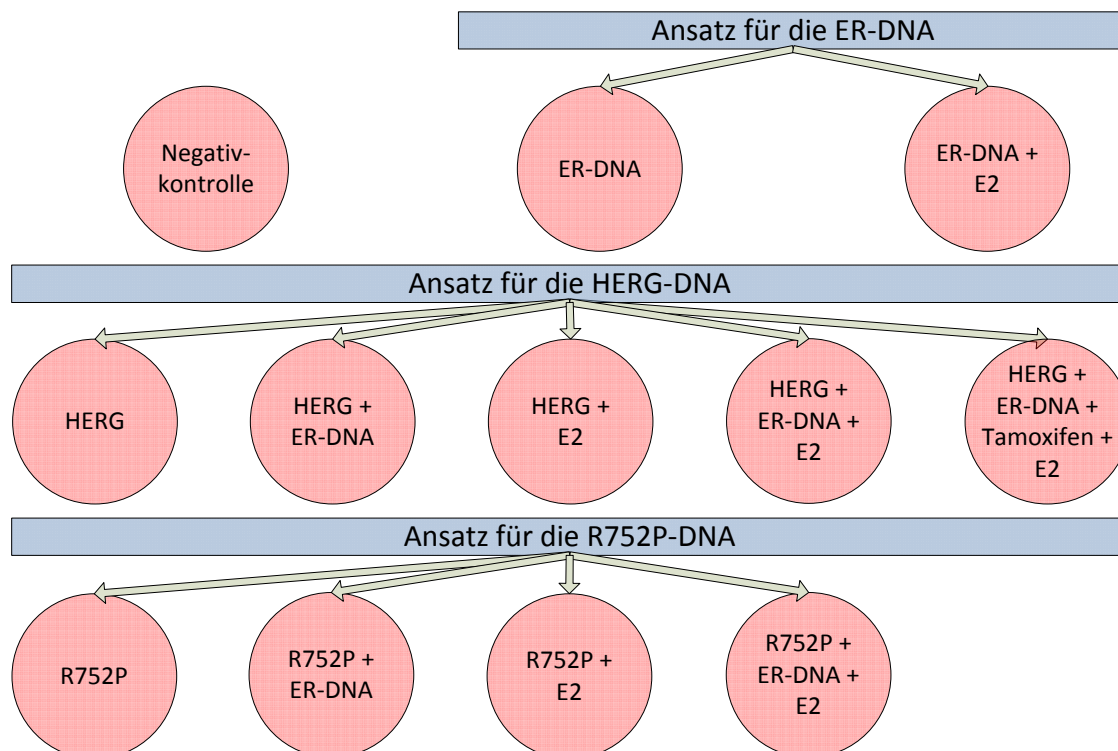 Ansatz für die ER-DNA
Negativ-
kontrolle
ER-DNA
ER-DNA +
E2
Ansatz für die HERG-DNA
HERG
HERG +
ER-DNA
HERG +
E2
HERG +
ER-DNA +
E2
HERG +
ER-DNA +
Tamoxifen +
E2
Ansatz für die R752P-DNA
R752P
R752P +
ER-DNA
R752P +
E2
R752P +
ER-DNA +
E2